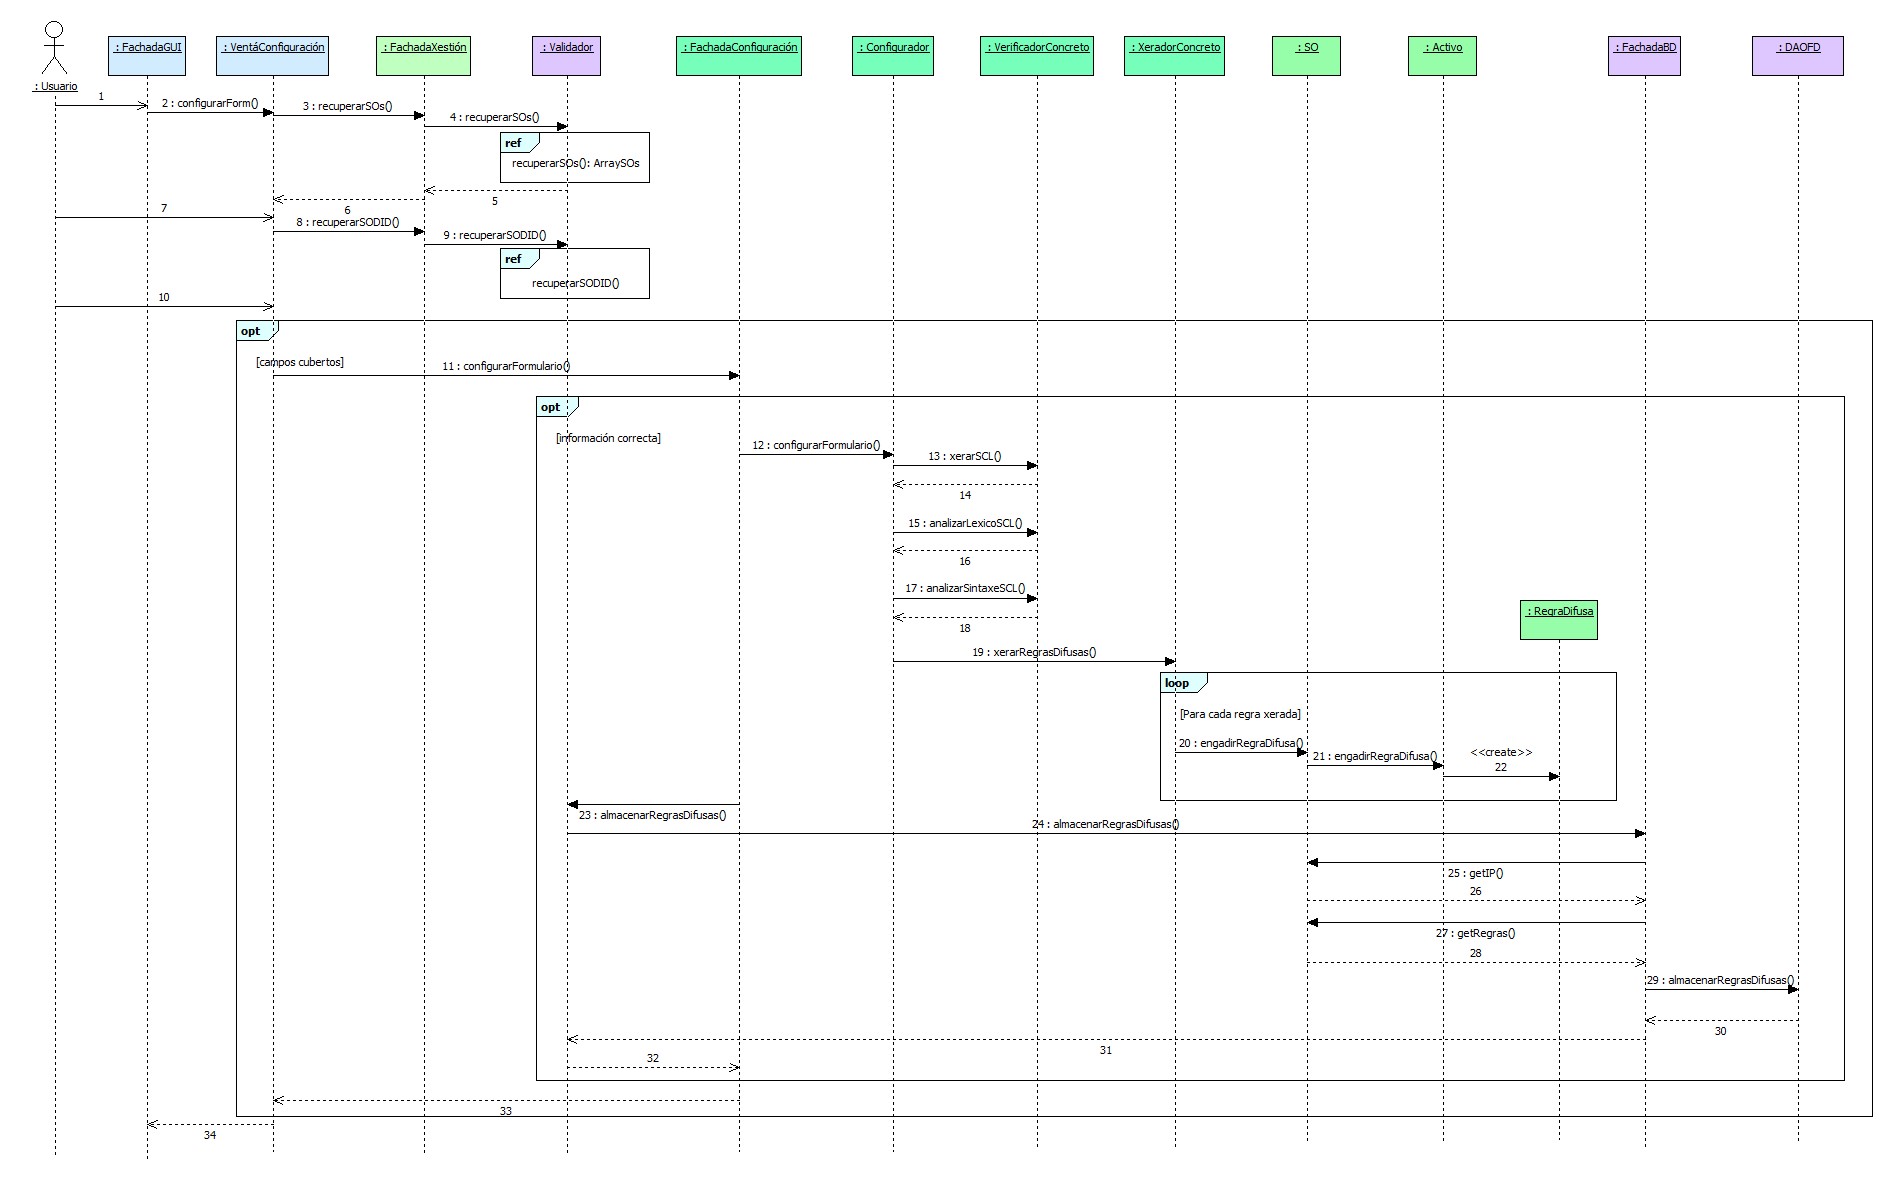 : FachadaGUI
: VentáConfiguración
: FachadaXestión
: Validador
: FachadaConfiguración
: Configurador
: VerificadorConcreto
: XeradorConcreto
: SO
: Activo
: FachadaBD
: DAOFD
: Usuario
1
2 : configurarForm()
3 : recuperarSOs()
4 : recuperarSOs()
ref
recuperarSOs(): ArraySOs
5
6
7
8 : recuperarSODID()
9 : recuperarSODID()
ref
recuperarSODID()
10
opt
[campos cubertos]
11 : configurarFormulario()
opt
[información correcta]
12 : configurarFormulario()
13 : xerarSCL()
14
15 : analizarLexicoSCL()
16
17 : analizarSintaxeSCL()
18
: RegraDifusa
19 : xerarRegrasDifusas()
loop
[Para cada regra xerada]
20 : engadirRegraDifusa()
21 : engadirRegraDifusa()
<<create>>
22
23 : almacenarRegrasDifusas()
24 : almacenarRegrasDifusas()
25 : getIP()
26
27 : getRegras()
28
29 : almacenarRegrasDifusas()
30
31
32
33
34